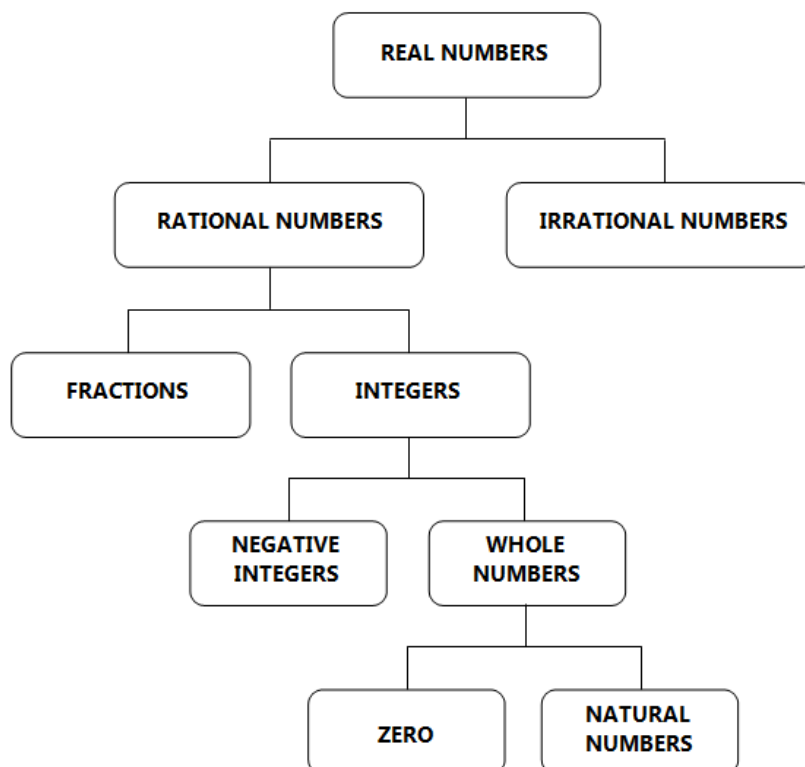 REAL NUMBERS
RATIONAL NUMBERS
IRRATIONAL NUMBERS
FRACTIONS
INTEGERS
NEGATIVE
INTEGERS
WHOLE
NUMBERS
ZERO
NATURAL
NUMBERS